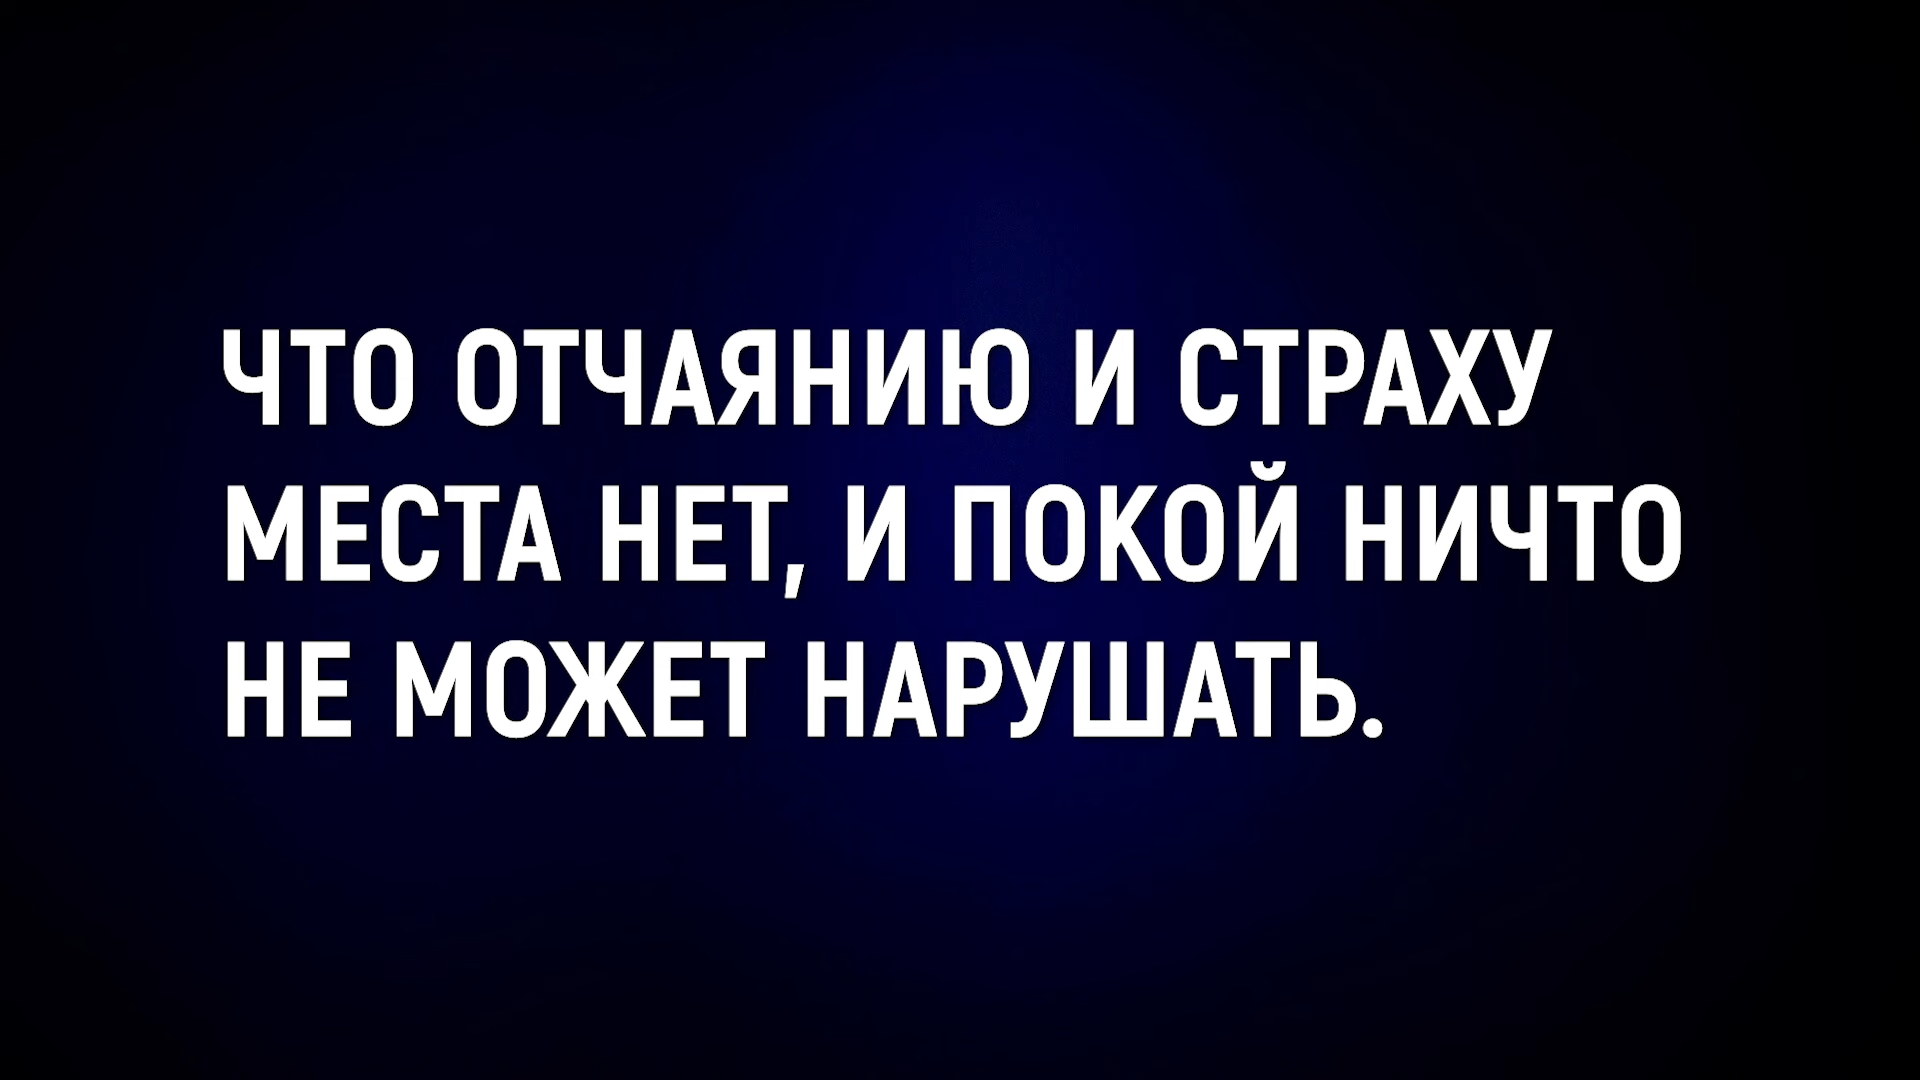 ЧТО ОТЧАЯНИЮ И СТРАХУ
МЕСТА НЕТ, И ПОКОЙ НИЧТО
НЕ МОЖЕТ НАРУШАТЬ.